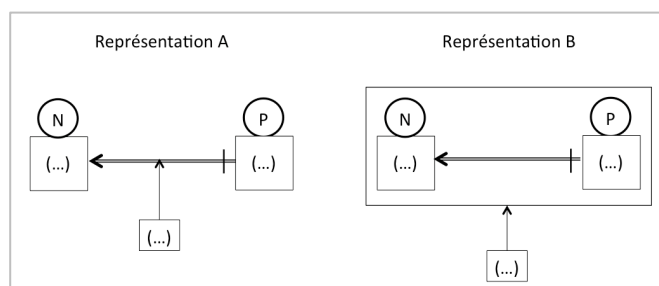 Représentation A
Représentation B
N
P
N
P
(...)
(...)
(...)
(...)
(...)
(...)